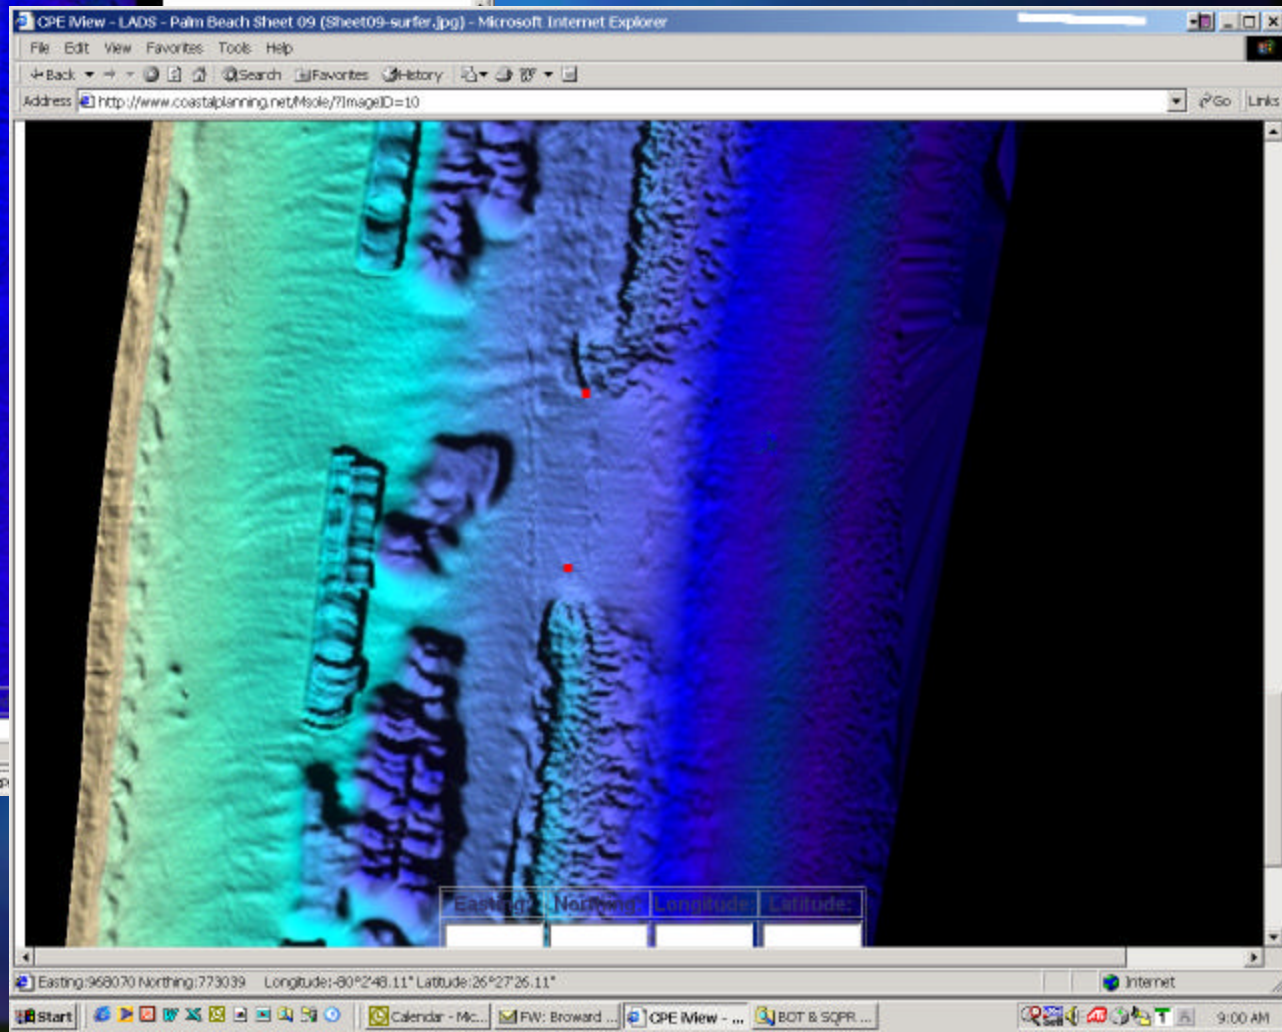 CPE iView - LADS - Palm Beach Sheet 09 (Sheet09-surfer.jpg) - Microsoft Internet Explorer
File Edit View Favorites Tools Help
Back Search Favorites History
Address http://www.coastalplanning.net/Msole/?ImageID=10 Go Links
Easting: Northing: Longitude: Latitude:
Easting:968070 Northing:773039 Longitude:-80°2'48.11" Latitude:26°27'26.11" Internet
Start Calendar - Mic... FW: Broward ... CPE iView - ... BOT & SQPR ... 9:00 AM